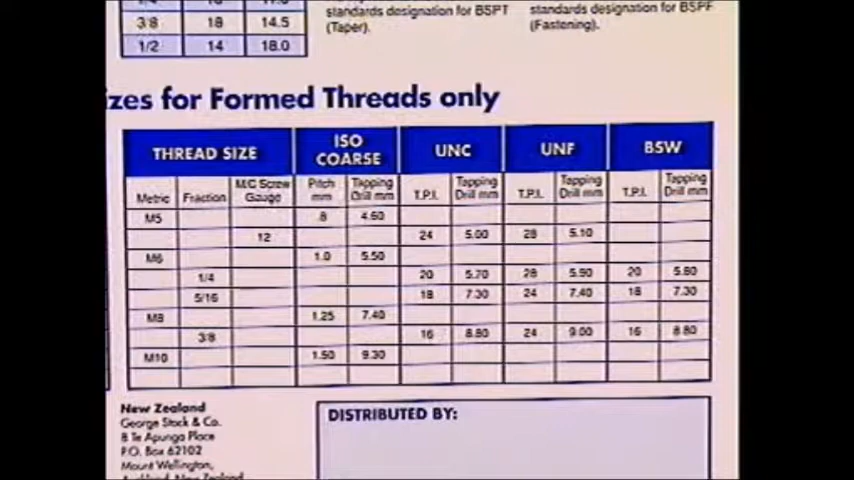 standards designation for BSPT standards designation for BSPF
3/8 18 14.5 (Taper). (Fastening).
1/2 14 18.0
izes for Formed Threads only
THREAD SIZE ISO COARSE UNC UNF BSW
Metric Fraction M.C Screw Gauge Pitch mm Tapping Drill mm T.P.I. Tapping Drill mm T.P.I. Tapping Drill mm T.P.I. Tapping Drill mm
M5 .8 4.60
12 24 5.00 28 5.10
M6 1.0 5.50
1/4 20 5.70 28 5.90 20 5.80
5/16 18 7.30 24 7.40 18 7.30
M8 1.25 7.40
3/8 16 8.80 24 9.00 16 8.80
M10 1.50 9.30
New Zealand
George Stock & Co.
8 Te Apunga Place
P.O. Box 62102
Mount Wellington,
Auckland, New Zealand
DISTRIBUTED BY: